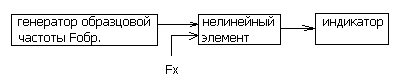 генератор образцовой
частоты Fобр.
нелинейный
элемент
индикатор
Fx